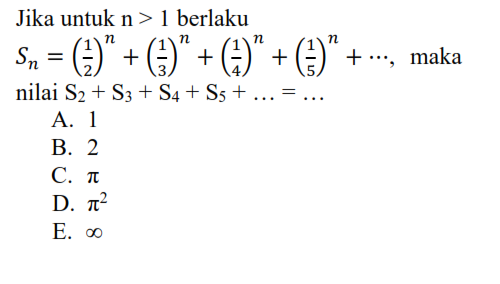 Jika untuk n > 1 berlaku
Sₙ = (1/2)ⁿ + (1/3)ⁿ + (1/4)ⁿ + (1/5)ⁿ + ⋯, maka
nilai S₂ + S₃ + S₄ + S₅ + … = …
A. 1
B. 2
C. π
D. π²
E. ∞